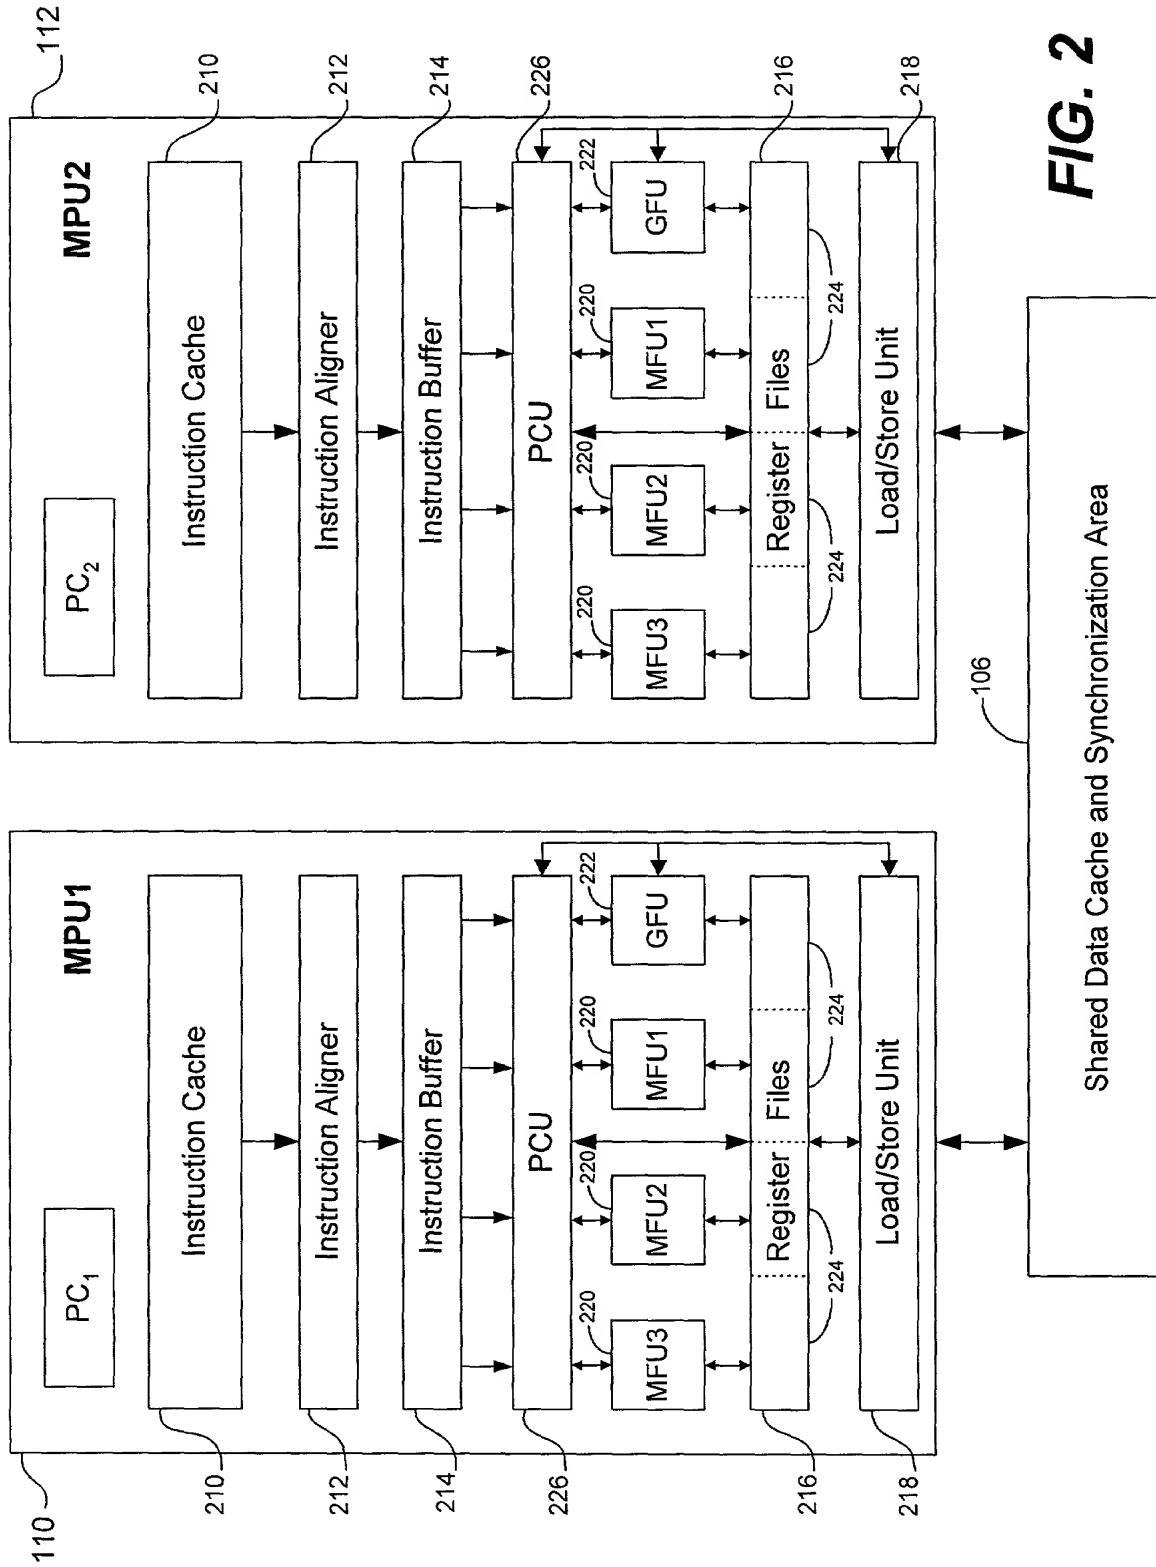 110
MPU1
PC1
Instruction Cache
210
Instruction Aligner
212
Instruction Buffer
214
PCU
226
220
220
220
222
MFU3
MFU2
MFU1
GFU
Register Files
216
224
224
Load/Store Unit
218
112
MPU2
PC2
Instruction Cache
210
Instruction Aligner
212
Instruction Buffer
214
PCU
226
220
220
220
222
MFU3
MFU2
MFU1
GFU
Register Files
216
224
224
Load/Store Unit
218
106
Shared Data Cache and Synchronization Area
FIG. 2